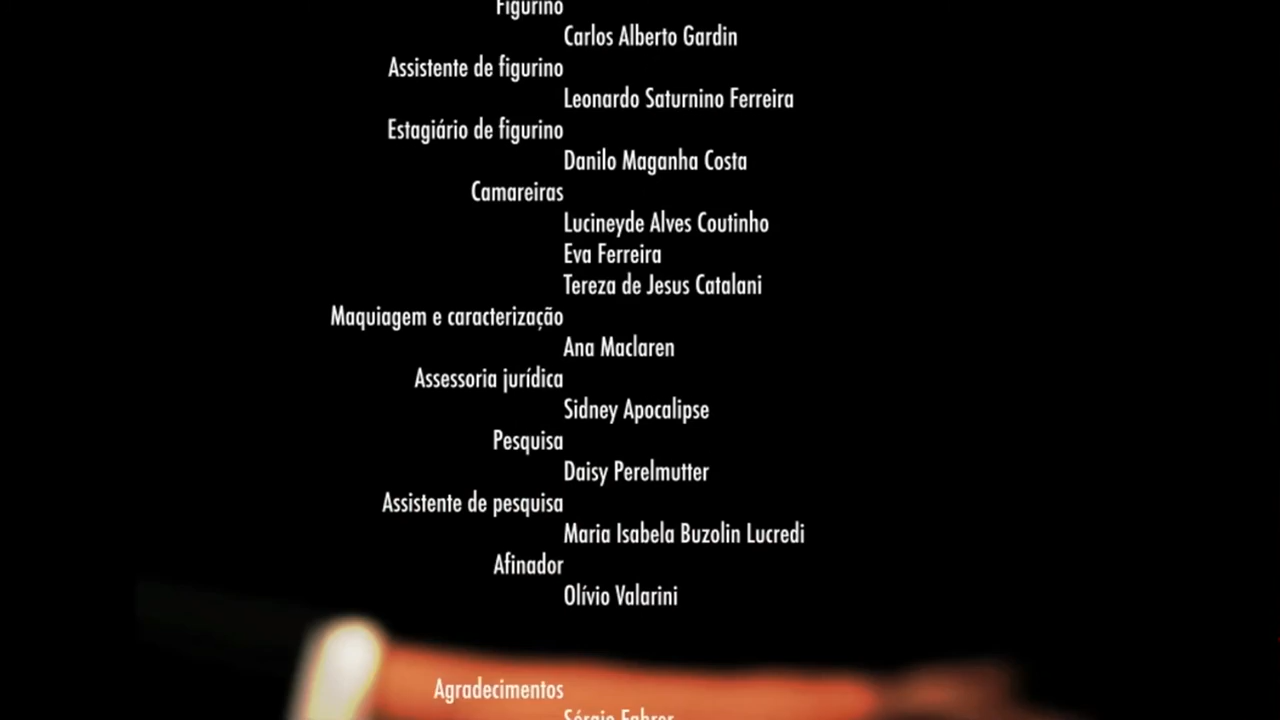 Figurino
Carlos Alberto Gardin
Assistente de figurino
Leonardo Saturnino Ferreira
Estagiário de figurino
Danilo Maganha Costa
Camareiras
Lucineyde Alves Coutinho
Eva Ferreira
Tereza de Jesus Catalani
Maquiagem e caracterização
Ana Maclaren
Assessoria jurídica
Sidney Apocalipse
Pesquisa
Daisy Perelmutter
Assistente de pesquisa
Maria Isabela Buzolin Lucredi
Afinador
Olívio Valarini
Agradecimentos
Sérgio Fahrer